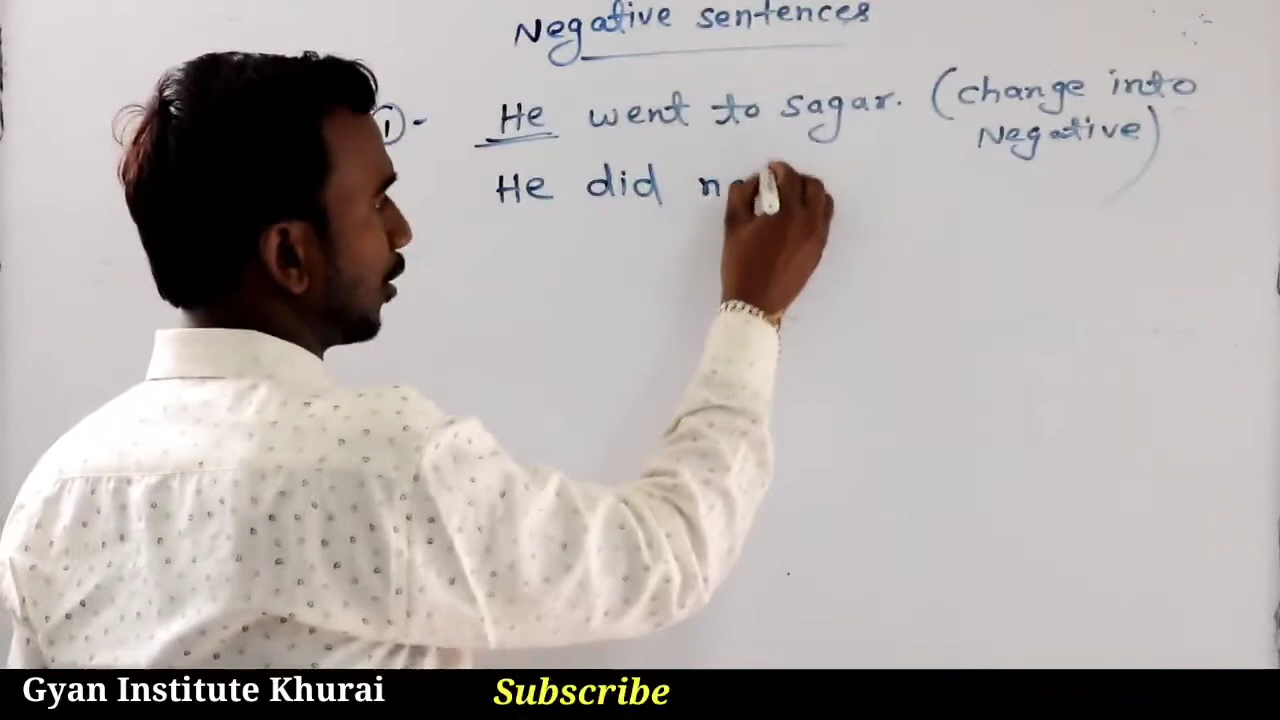 Negative sentences
①- He went to sagar. (change into
Negative)
He did
Gyan Institute Khurai
Subscribe